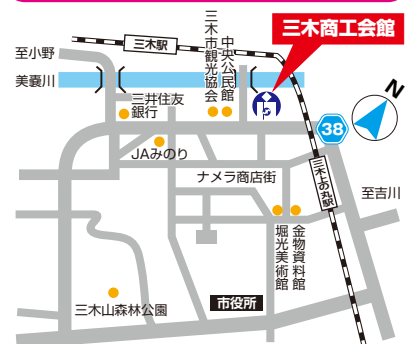 三木商工会館
三木駅
至小野
美嚢川
三木市観光協会
中央公民館
三井住友
銀行
N
38
JAみのり
ナメラ商店街
三木上の丸駅
至吉川
堀光美術館
金物資料館
市役所
三木山森林公園